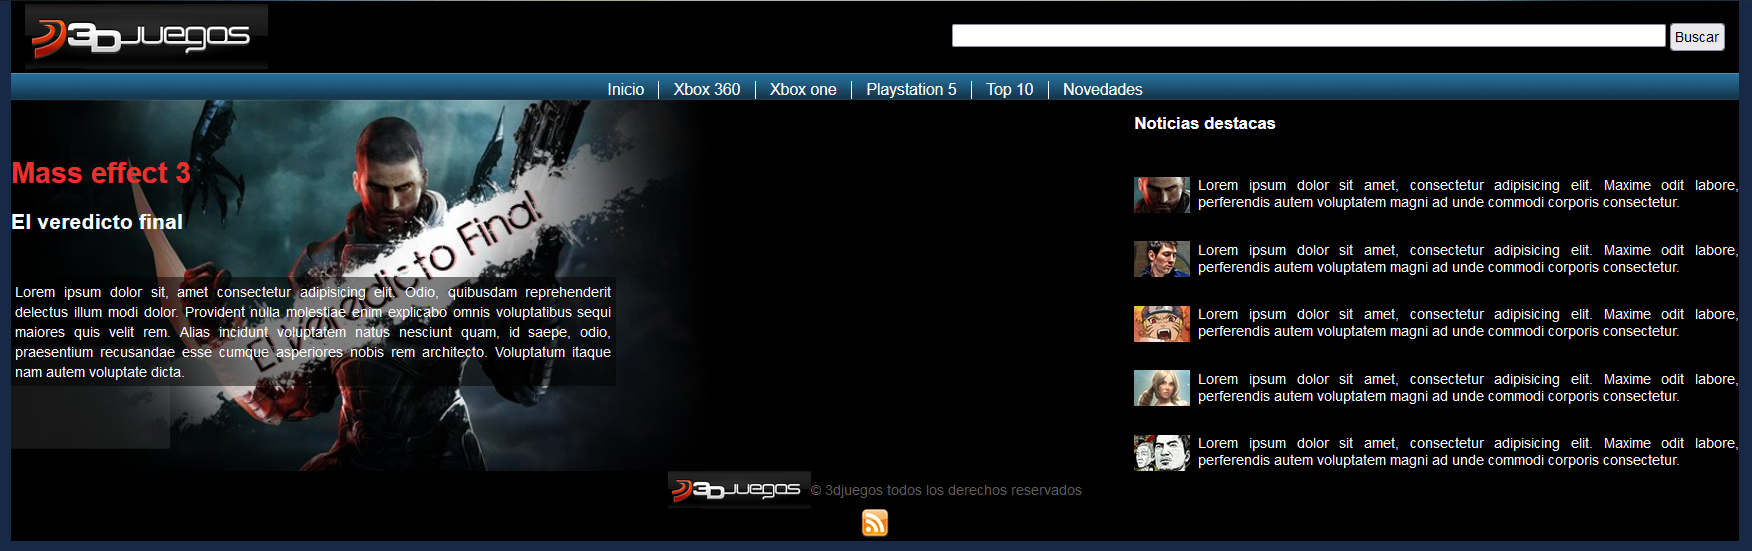 3DJUEGOS
Buscar
Inicio
Xbox 360
Xbox one
Playstation 5
Top 10
Novedades
Mass effect 3
El veredicto final
El veredicto Final
Lorem ipsum dolor sit, amet consectetur adipisicing elit. Odio, quibusdam reprehenderit
delectus illum modi dolor. Provident nulla molestiae enim explicabo omnis voluptatibus sequi
maiores quis velit rem. Alias incidunt voluptatem natus nesciunt quam, id saepe, odio,
praesentium recusandae esse cumque asperiores nobis rem architecto. Voluptatum itaque
nam autem voluptate dicta.
Noticias destacas
Lorem ipsum dolor sit amet, consectetur adipisicing elit. Maxime odit labore,
perferendis autem voluptatem magni ad unde commodi corporis consectetur.
Lorem ipsum dolor sit amet, consectetur adipisicing elit. Maxime odit labore,
perferendis autem voluptatem magni ad unde commodi corporis consectetur.
Lorem ipsum dolor sit amet, consectetur adipisicing elit. Maxime odit labore,
perferendis autem voluptatem magni ad unde commodi corporis consectetur.
Lorem ipsum dolor sit amet, consectetur adipisicing elit. Maxime odit labore,
perferendis autem voluptatem magni ad unde commodi corporis consectetur.
Lorem ipsum dolor sit amet, consectetur adipisicing elit. Maxime odit labore,
perferendis autem voluptatem magni ad unde commodi corporis consectetur.
3DJUEGOS © 3djuegos todos los derechos reservados